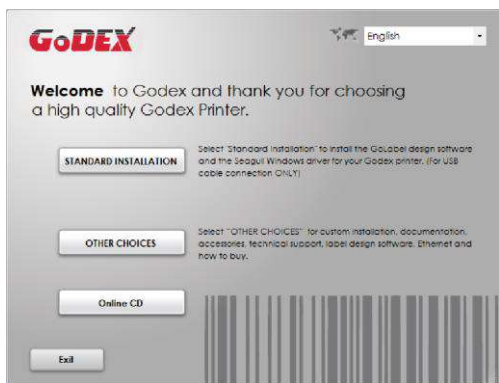 GoDEX
English
Welcome to Godex and thank you for choosing
a high quality Godex Printer.
STANDARD INSTALLATION
Select "Standard Installation" to install the GoLabel design software
and the Seagull Windows driver for your Godex printer. (For USB
cable connection ONLY)
OTHER CHOICES
Select "OTHER CHOICES" for custom installation, documentation,
accessories, technical support, label design software, Ethernet and
how to buy.
Online CD
Exit